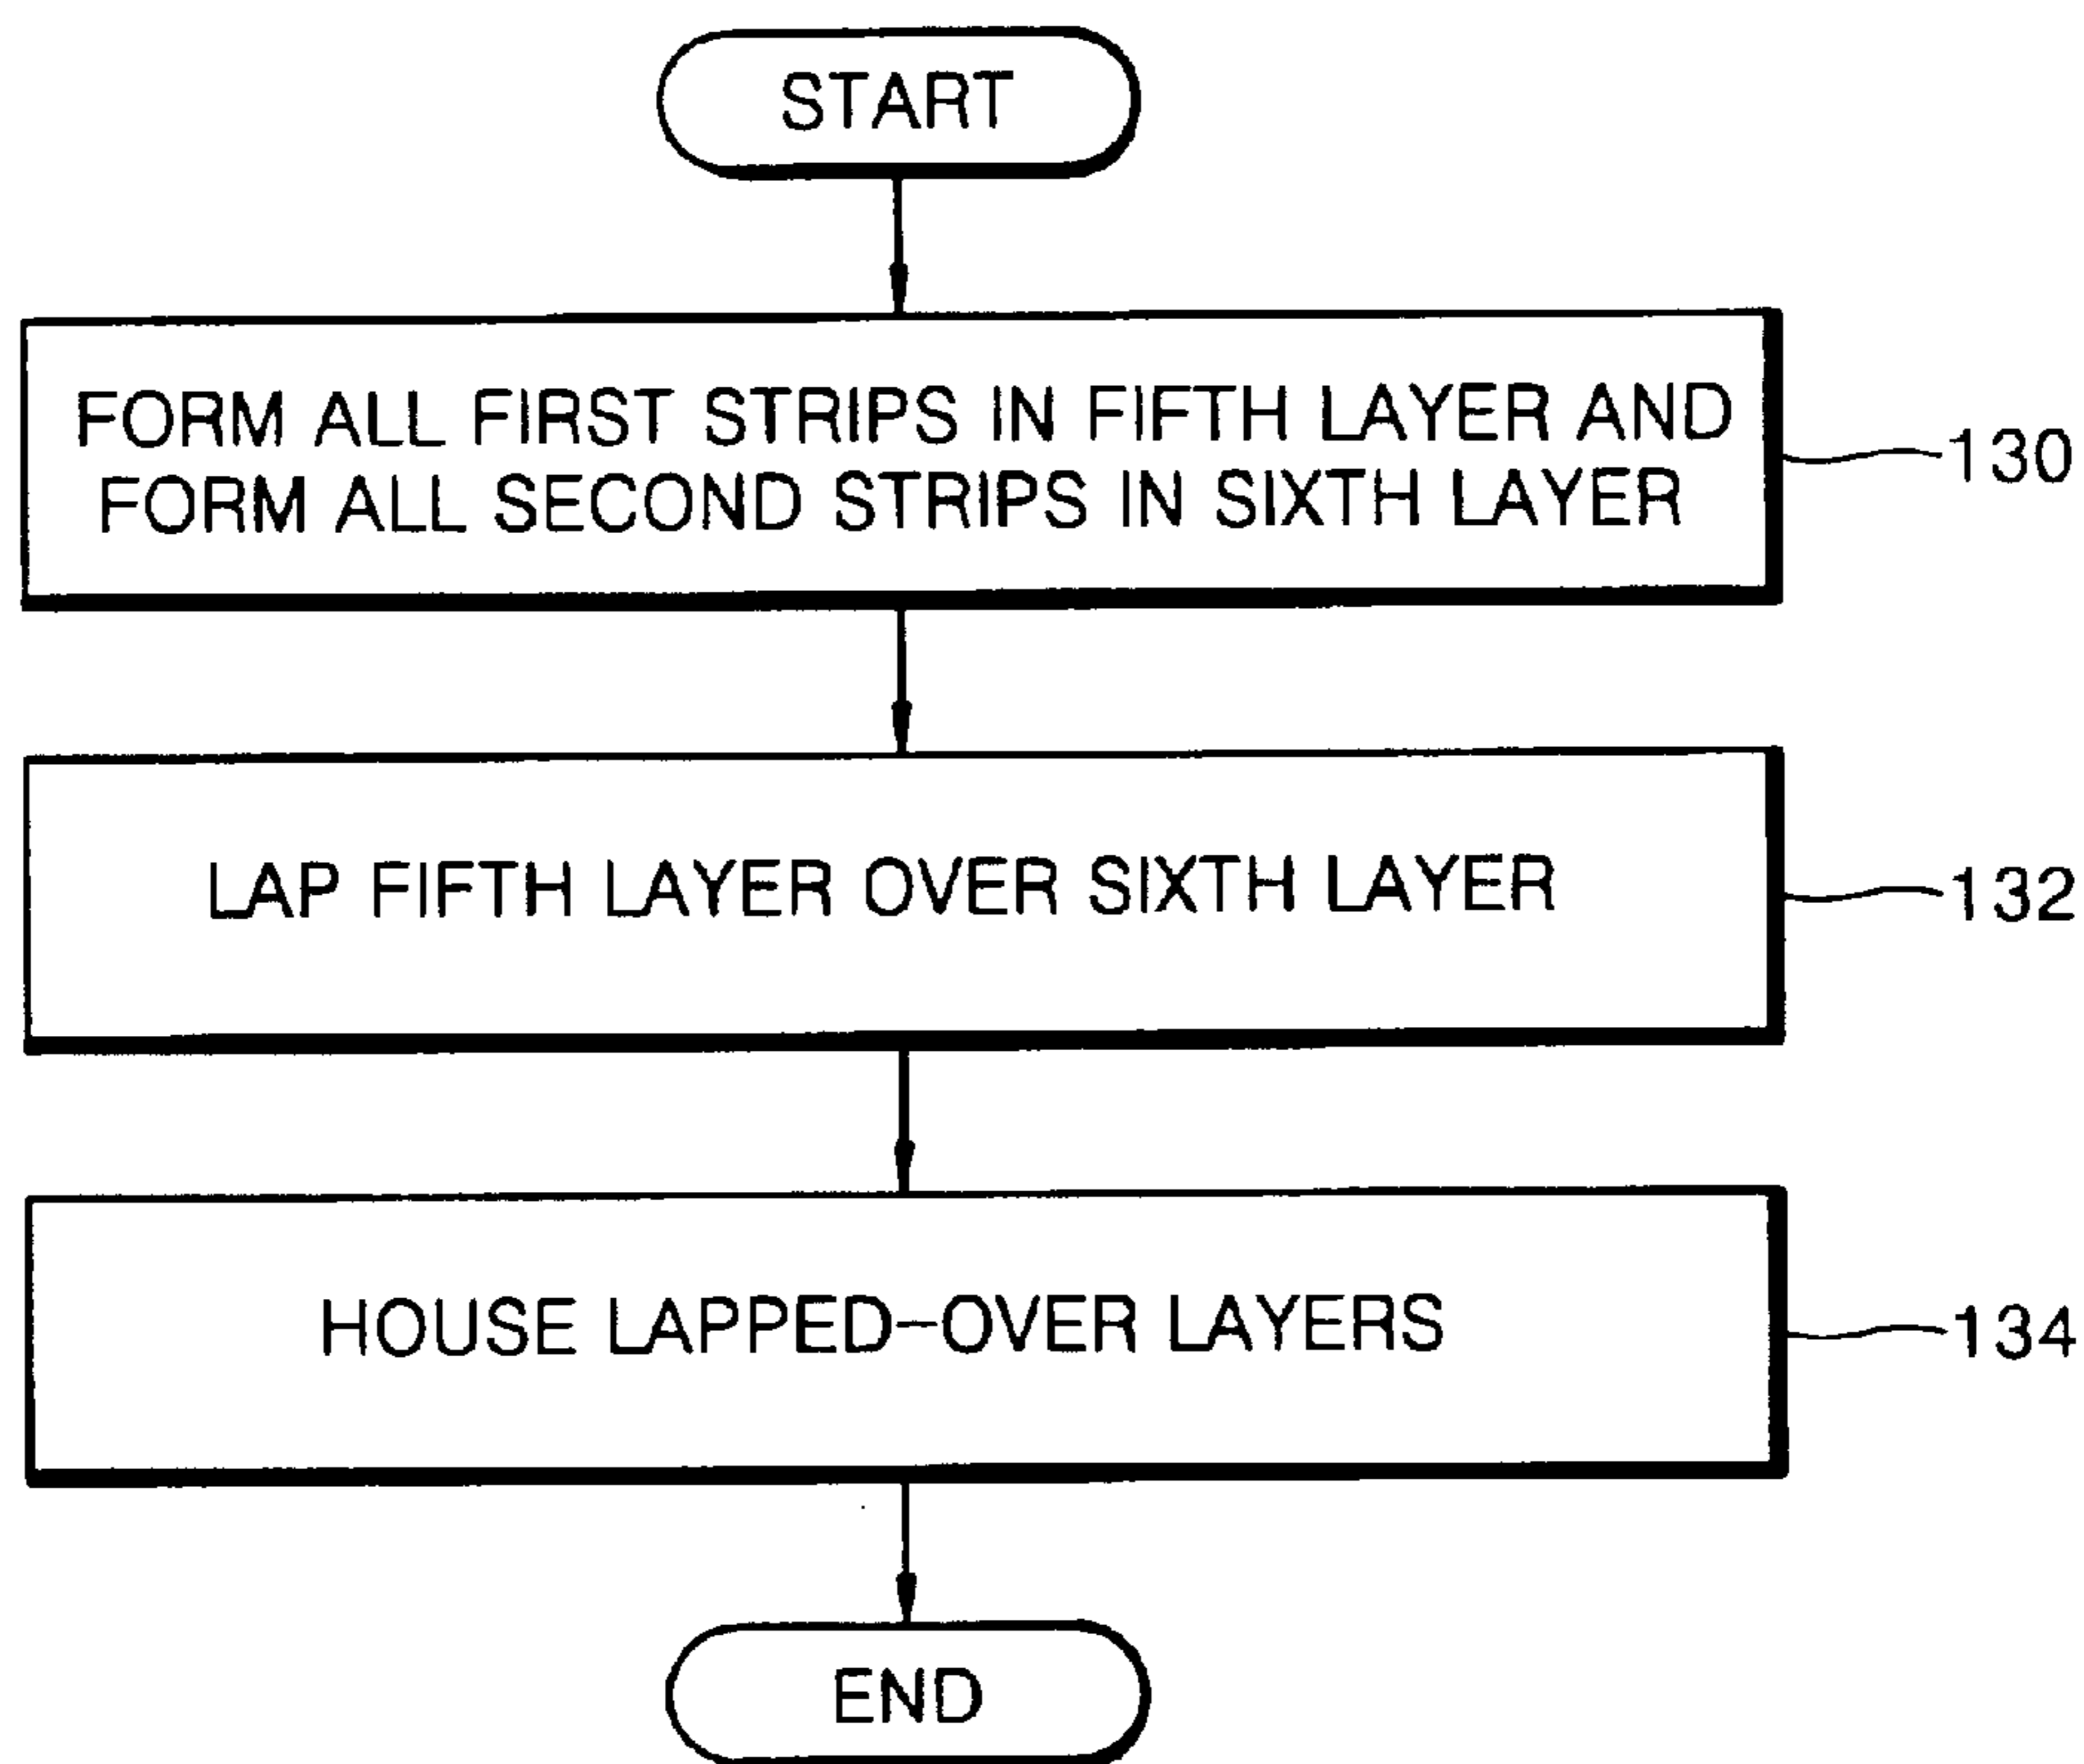 START
FORM ALL FIRST STRIPS IN FIFTH LAYER AND
FORM ALL SECOND STRIPS IN SIXTH LAYER
130
LAP FIFTH LAYER OVER SIXTH LAYER
132
HOUSE LAPPED-OVER LAYERS
134
END